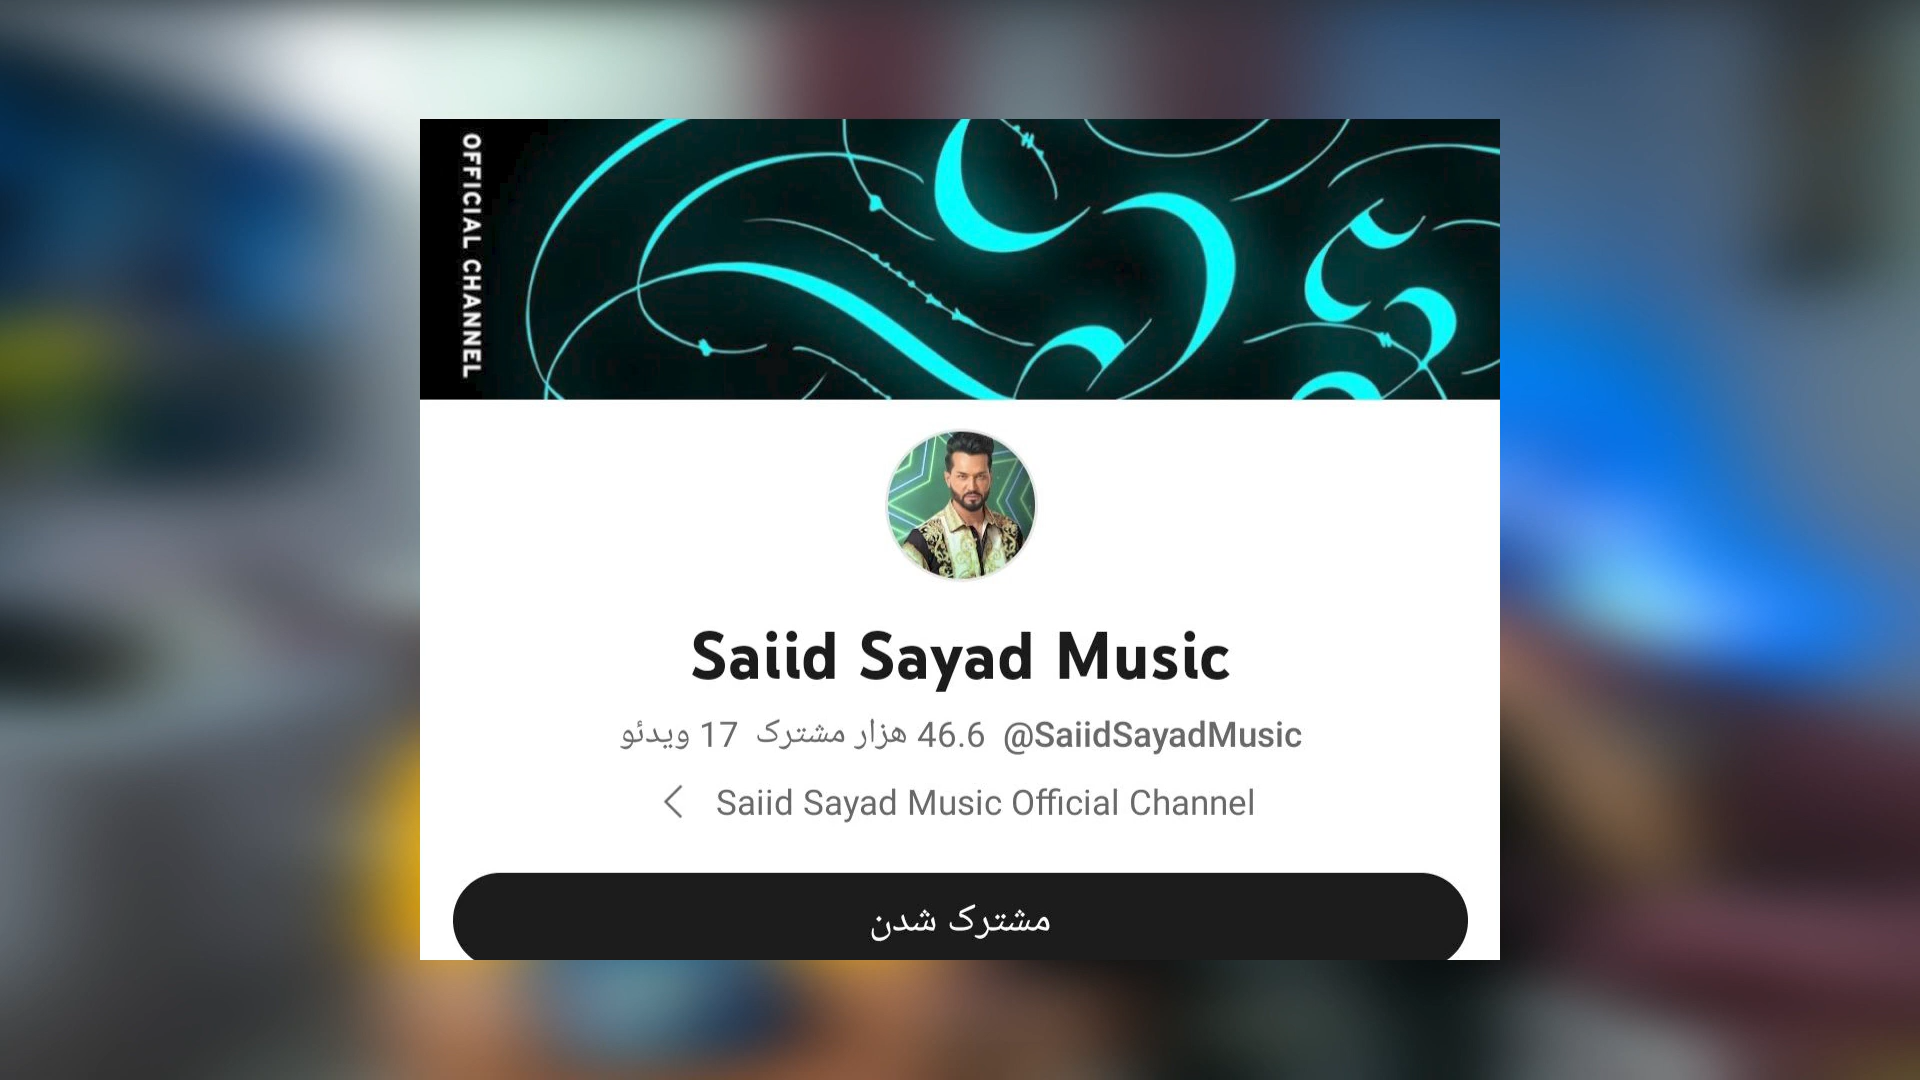 OFFICIAL CHANNEL
Saiid Sayad Music
@SaiidSayadMusic 46.6 هزار مشترک 17 ویدئو
Saiid Sayad Music Official Channel
مشترک شدن